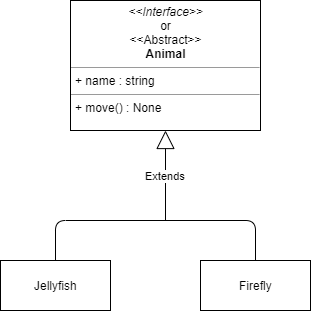 <<Interface>>
or
<<Abstract>>
Animal
+ name : string
+ move() : None
Extends
Jellyfish
Firefly